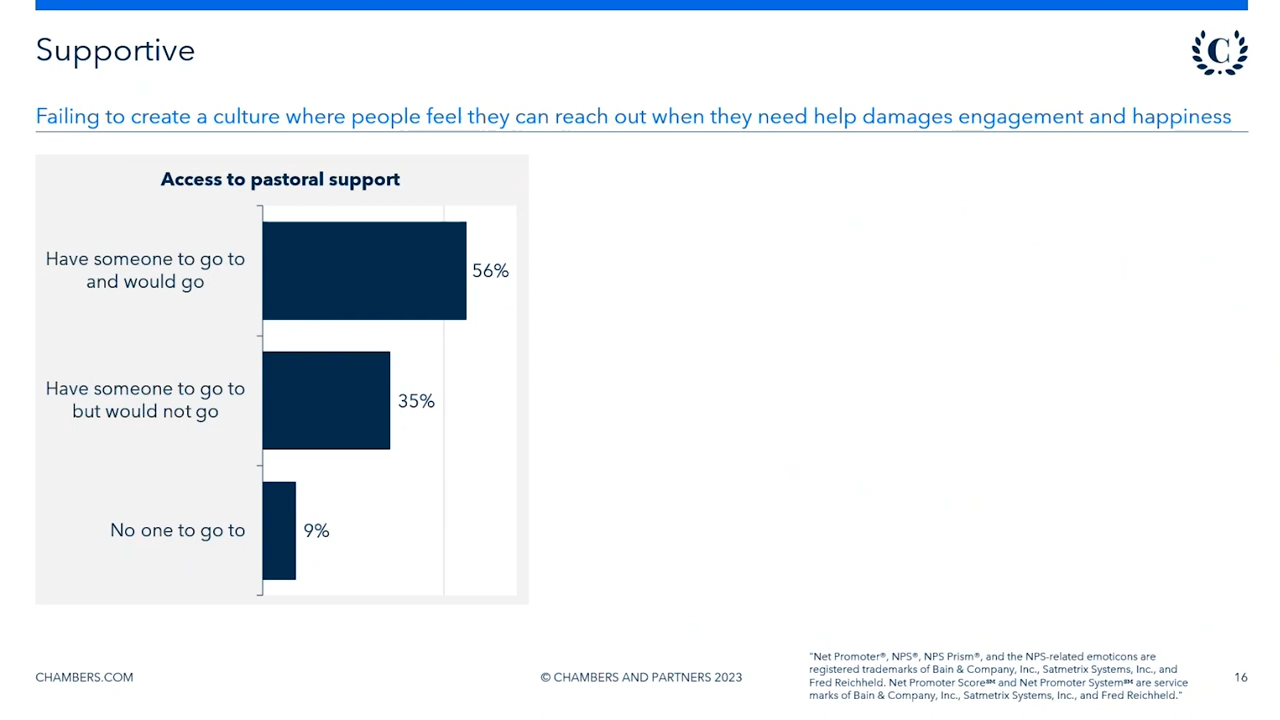 Supportive
C
Failing to create a culture where people feel they can reach out when they need help damages engagement and happiness
Access to pastoral support
Have someone to go to
and would go
56%
Have someone to go to
but would not go
35%
No one to go to
9%
CHAMBERS.COM
© CHAMBERS AND PARTNERS 2023
"Net Promoter®, NPS®, NPS Prism®, and the NPS-related emoticons are
registered trademarks of Bain & Company, Inc., Satmetrix Systems, Inc., and
Fred Reichheld. Net Promoter Score℠ and Net Promoter System℠ are service
marks of Bain & Company, Inc., Satmetrix Systems, Inc., and Fred Reichheld."
16